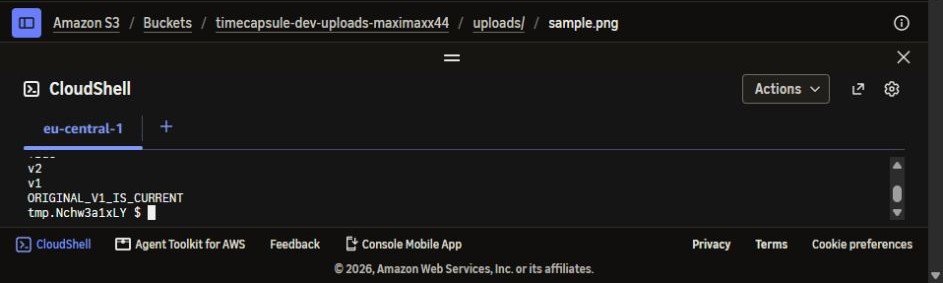 Amazon S3 / Buckets / timecapsule-dev-uploads-maximaxx44 / uploads/ / sample.png
CloudShell
Actions
eu-central-1 +
v2
v1
ORIGINAL_V1_IS_CURRENT
tmp.Nchw3a1xLY $
CloudShell Agent Toolkit for AWS Feedback Console Mobile App Privacy Terms Cookie preferences
© 2026, Amazon Web Services, Inc. or its affiliates.